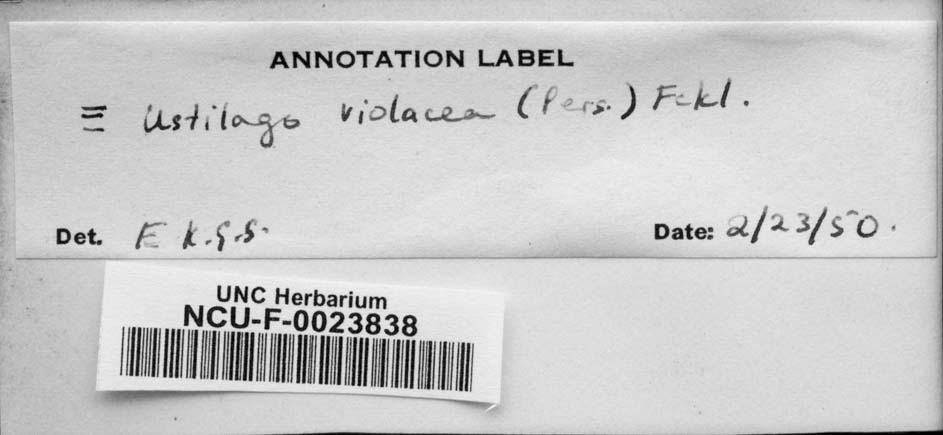 ANNOTATION LABEL
≡ Ustilago violacea (Pers.) Fckl.
Det. E K.G.S.
Date: 2/23/50.
UNC Herbarium
NCU-F-0023838